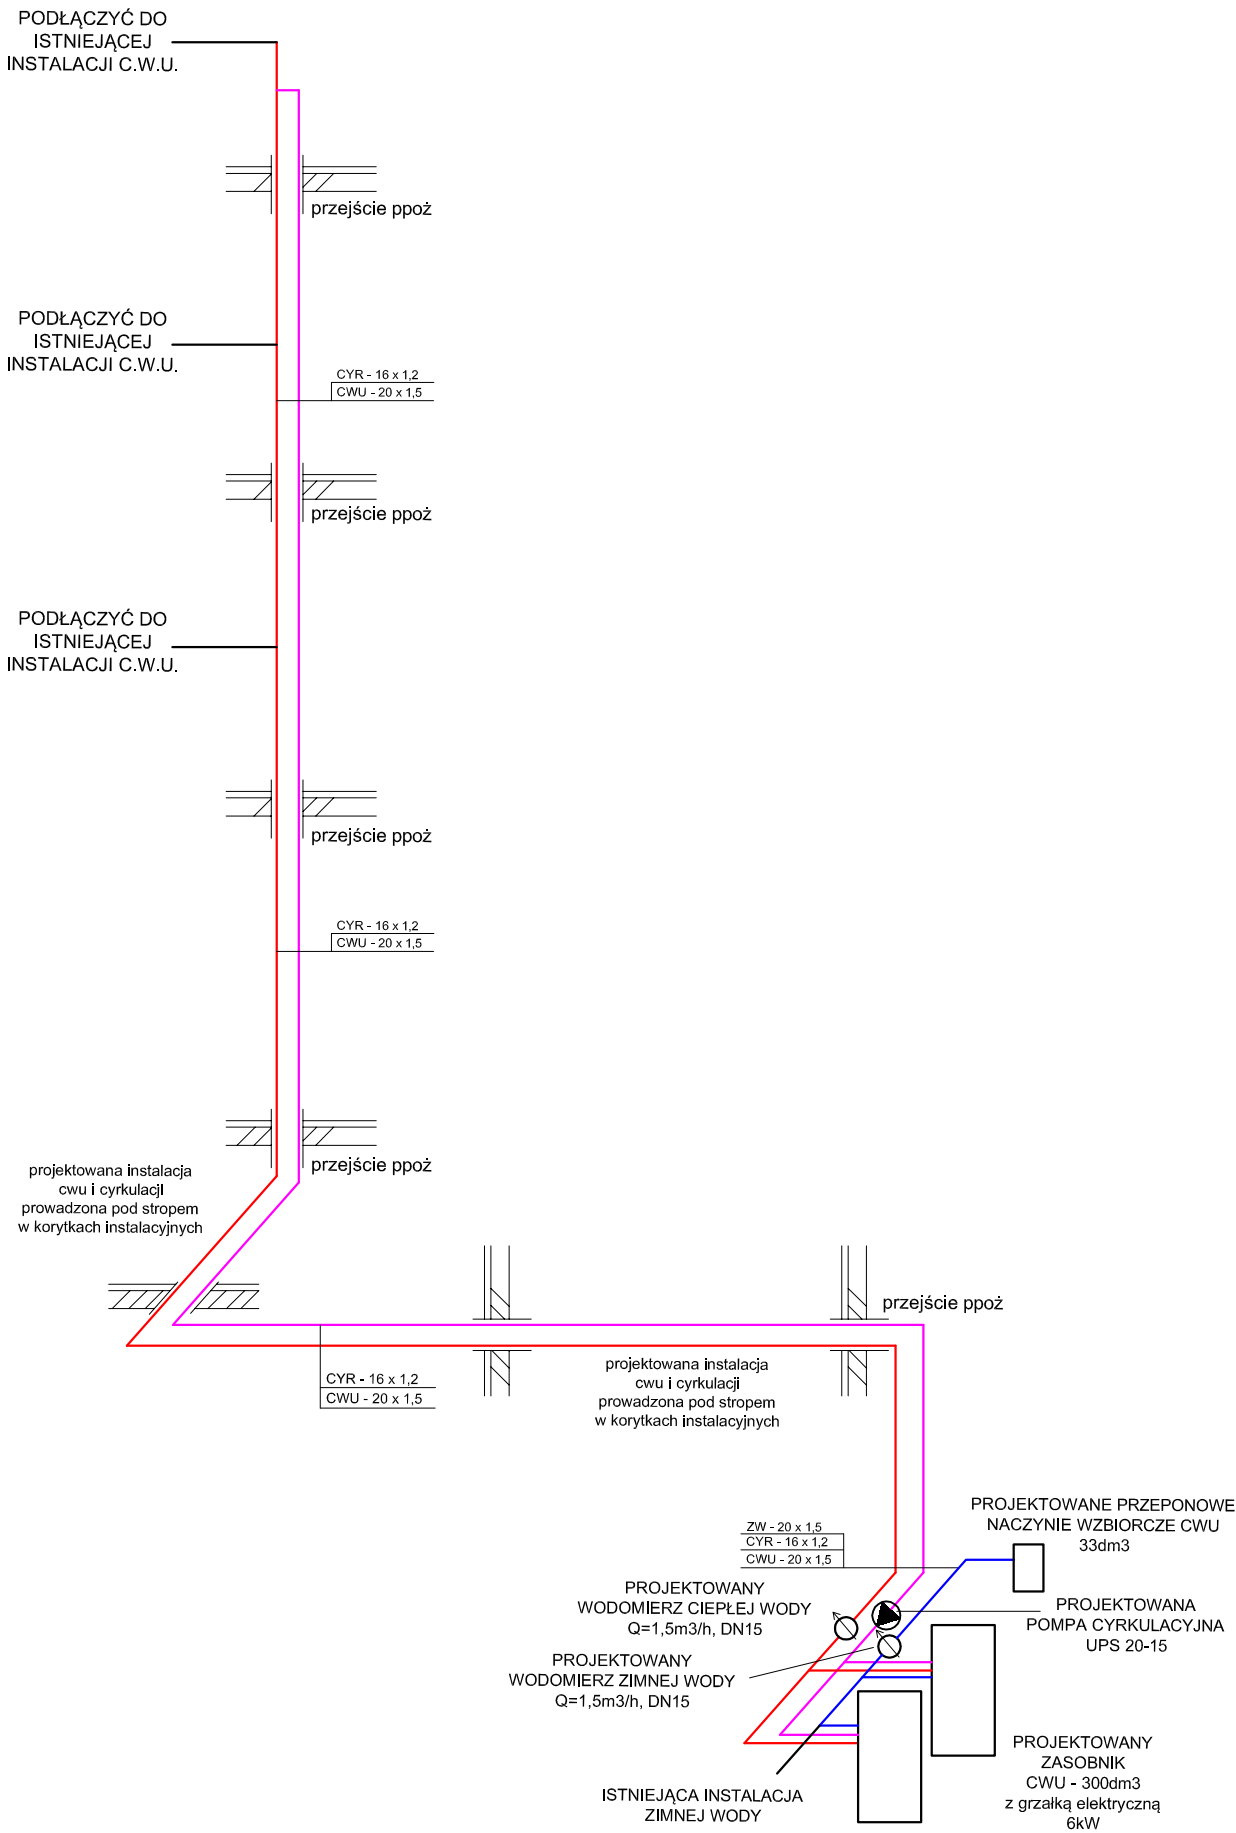 PODŁĄCZYĆ DO
ISTNIEJĄCEJ
INSTALACJI C.W.U.
przejście ppoż
PODŁĄCZYĆ DO
ISTNIEJĄCEJ
INSTALACJI C.W.U.
CYR - 16 x 1,2
CWU - 20 x 1,5
przejście ppoż
PODŁĄCZYĆ DO
ISTNIEJĄCEJ
INSTALACJI C.W.U.
przejście ppoż
CYR - 16 x 1,2
CWU - 20 x 1,5
przejście ppoż
projektowana instalacja
cwu i cyrkulacji
prowadzona pod stropem
w korytkach instalacyjnych
przejście ppoż
CYR - 16 x 1,2
CWU - 20 x 1,5
projektowana instalacja
cwu i cyrkulacji
prowadzona pod stropem
w korytkach instalacyjnych
PROJEKTOWANE PRZEPONOWE
NACZYNIE WZBIORCZE CWU
33dm3
ZW - 20 x 1,5
CYR - 16 x 1,2
CWU - 20 x 1,5
PROJEKTOWANY
WODOMIERZ CIEPŁEJ WODY
Q=1,5m3/h, DN15
PROJEKTOWANA
POMPA CYRKULACYJNA
UPS 20-15
PROJEKTOWANY
WODOMIERZ ZIMNEJ WODY
Q=1,5m3/h, DN15
PROJEKTOWANY
ZASOBNIK
CWU - 300dm3
z grzałką elektryczną
6kW
ISTNIEJĄCA INSTALACJA
ZIMNEJ WODY